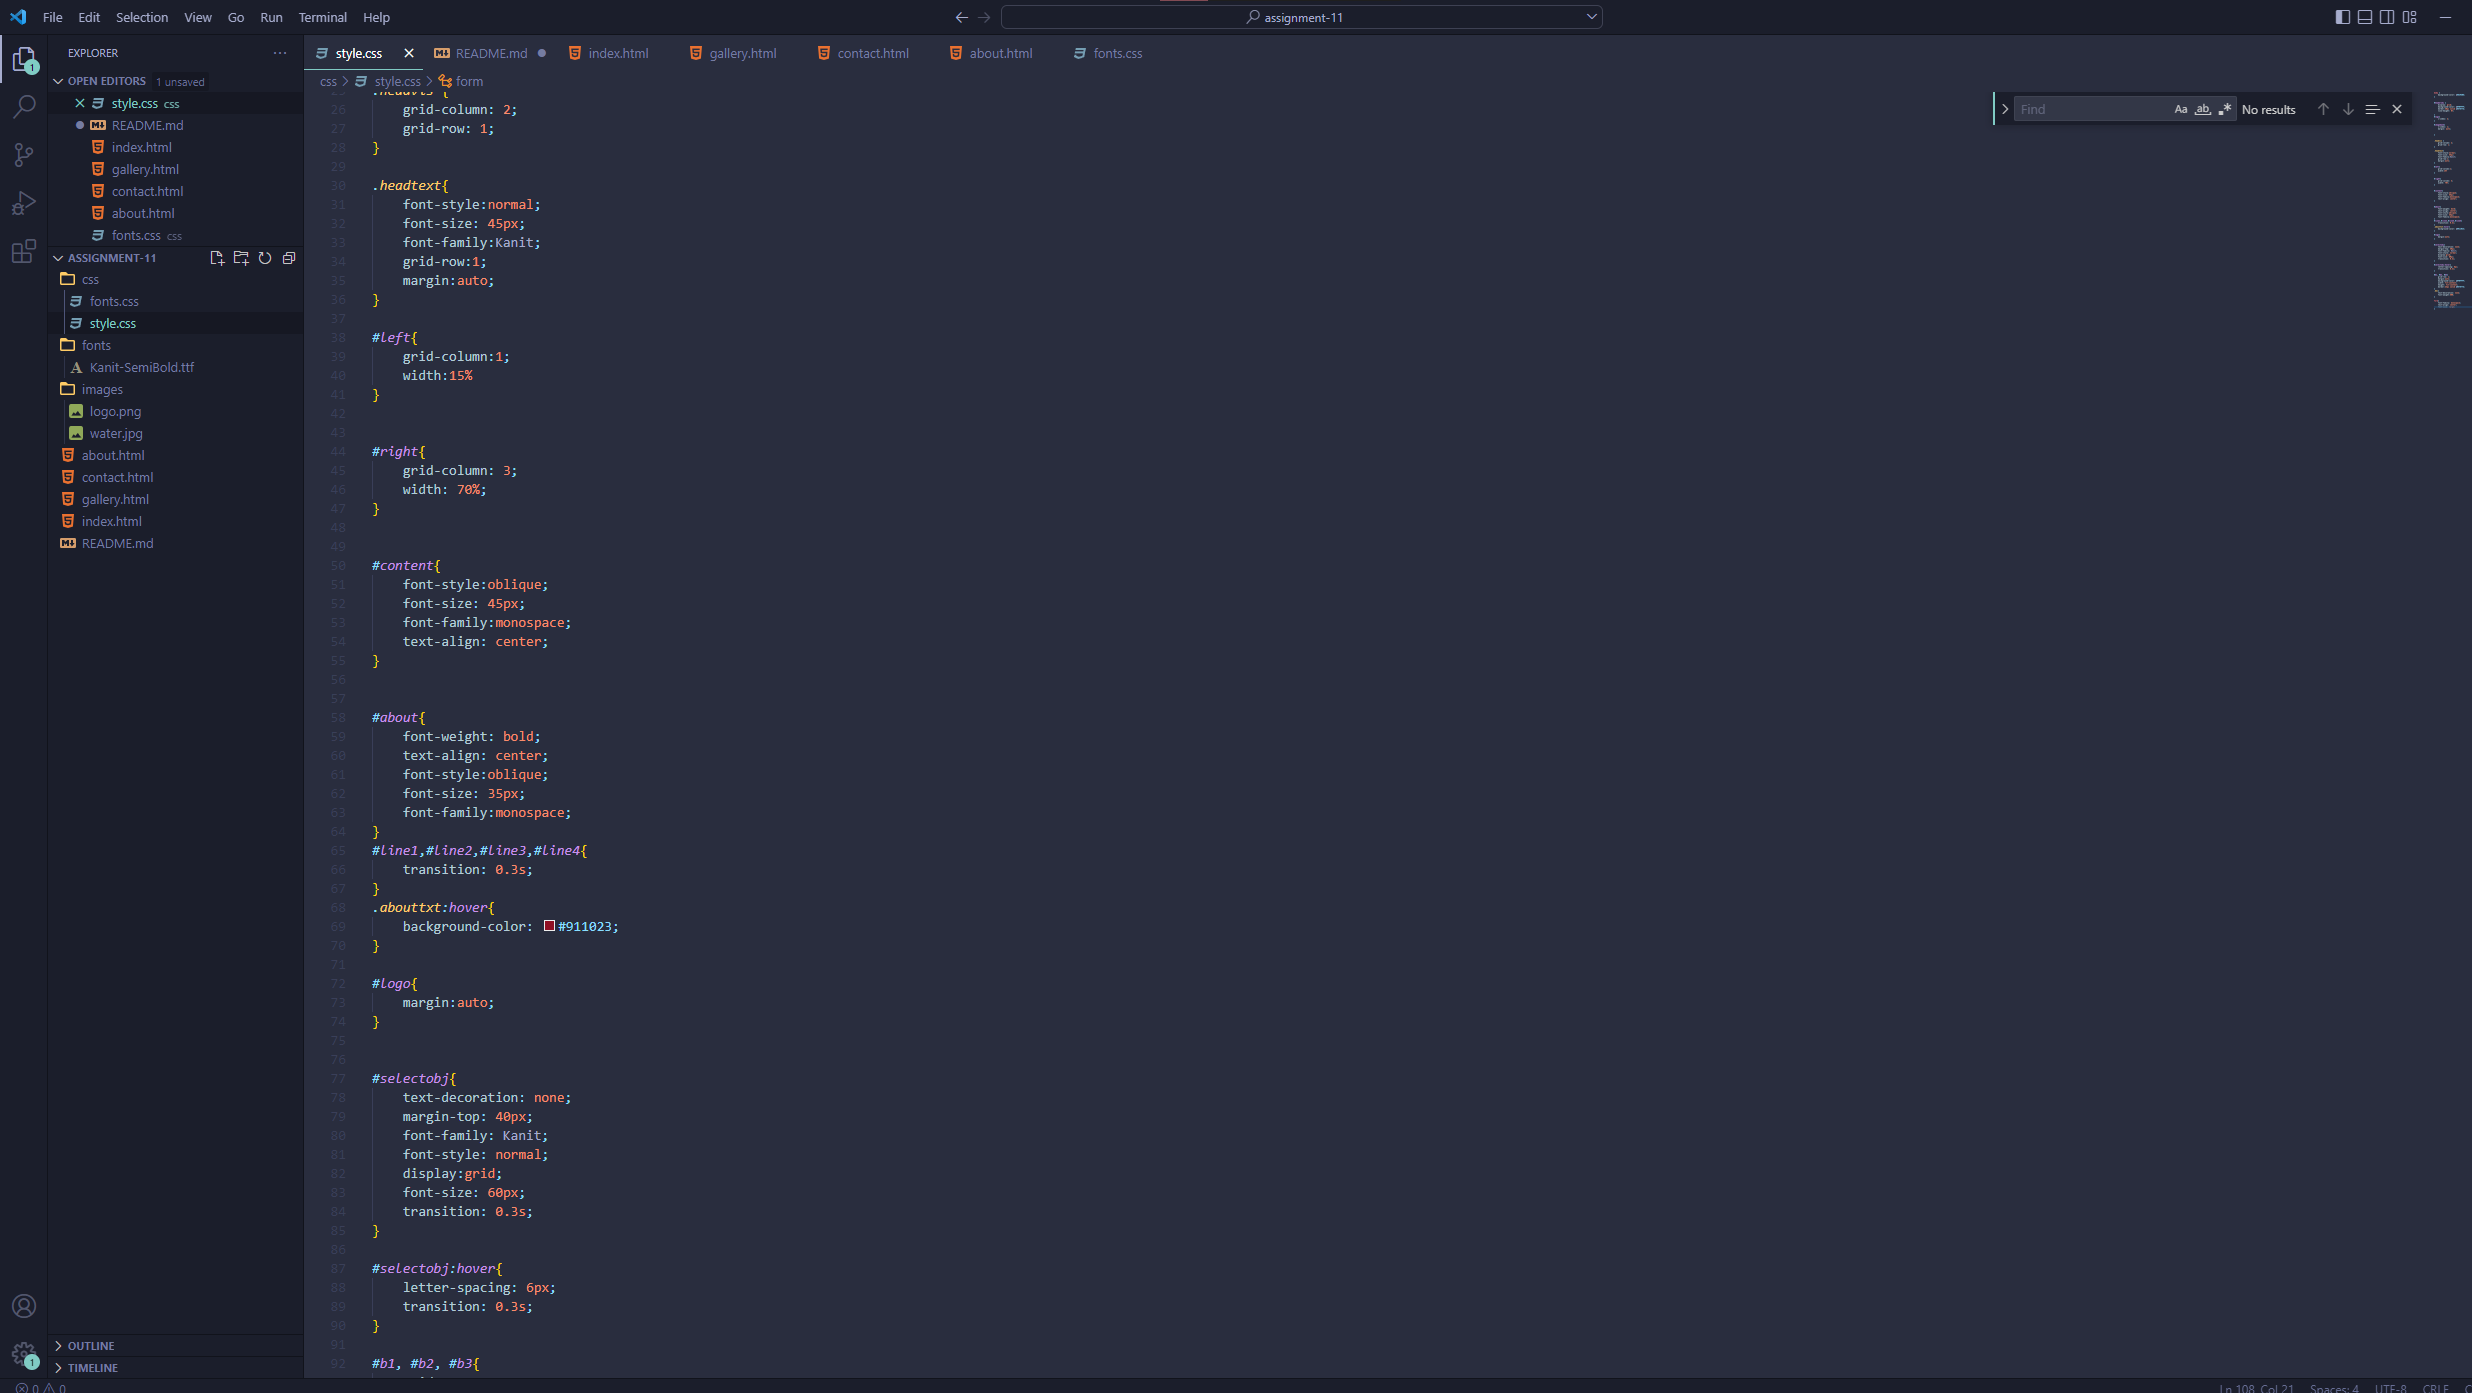 File Edit Selection View Go Run Terminal Help
assignment-11
EXPLORER
OPEN EDITORS 1 unsaved
style.css css
README.md
index.html
gallery.html
contact.html
about.html
fonts.css css
ASSIGNMENT-11
css
fonts.css
style.css
fonts
Kanit-SemiBold.ttf
images
logo.png
water.jpg
about.html
contact.html
gallery.html
index.html
README.md
OUTLINE
TIMELINE
style.css README.md index.html gallery.html contact.html about.html fonts.css
css > style.css > form
Find Aa ab No results
26 grid-column: 2;
27 grid-row: 1;
28 }
29
30 .headtext{
31 font-style:normal;
32 font-size: 45px;
33 font-family:Kanit;
34 grid-row:1;
35 margin:auto;
36 }
37
38 #left{
39 grid-column:1;
40 width:15%
41 }
42
43
44 #right{
45 grid-column: 3;
46 width: 70%;
47 }
48
49
50 #content{
51 font-style:oblique;
52 font-size: 45px;
53 font-family:monospace;
54 text-align: center;
55 }
56
57
58 #about{
59 font-weight: bold;
60 text-align: center;
61 font-style:oblique;
62 font-size: 35px;
63 font-family:monospace;
64 }
65 #line1,#line2,#line3,#line4{
66 transition: 0.3s;
67 }
68 .abouttxt:hover{
69 background-color: #911023;
70 }
71
72 #logo{
73 margin:auto;
74 }
75
76
77 #selectobj{
78 text-decoration: none;
79 margin-top: 40px;
80 font-family: Kanit;
81 font-style: normal;
82 display:grid;
83 font-size: 60px;
84 transition: 0.3s;
85 }
86
87 #selectobj:hover{
88 letter-spacing: 6px;
89 transition: 0.3s;
90 }
91
92 #b1, #b2, #b3{
0 0 Ln 108, Col 21 Spaces: 4 UTF-8 CRLF